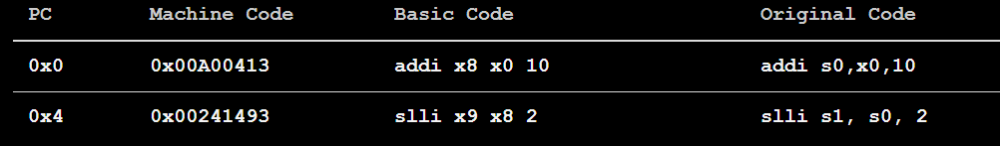 PC Machine Code Basic Code Original Code
0x0 0x00A00413 addi x8 x0 10 addi s0,x0,10
0x4 0x00241493 slli x9 x8 2 slli s1, s0, 2